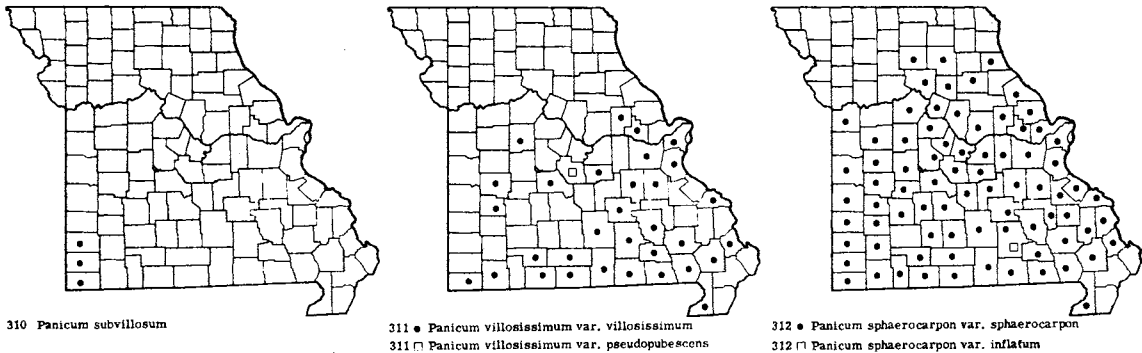 310 Panicum subvillosum
311 ● Panicum villosissimum var. villosissimum
311 □ Panicum villosissimum var. pseudopubescens
312 ● Panicum sphaerocarpon var. sphaerocarpon
312 □ Panicum sphaerocarpon var. inflatum